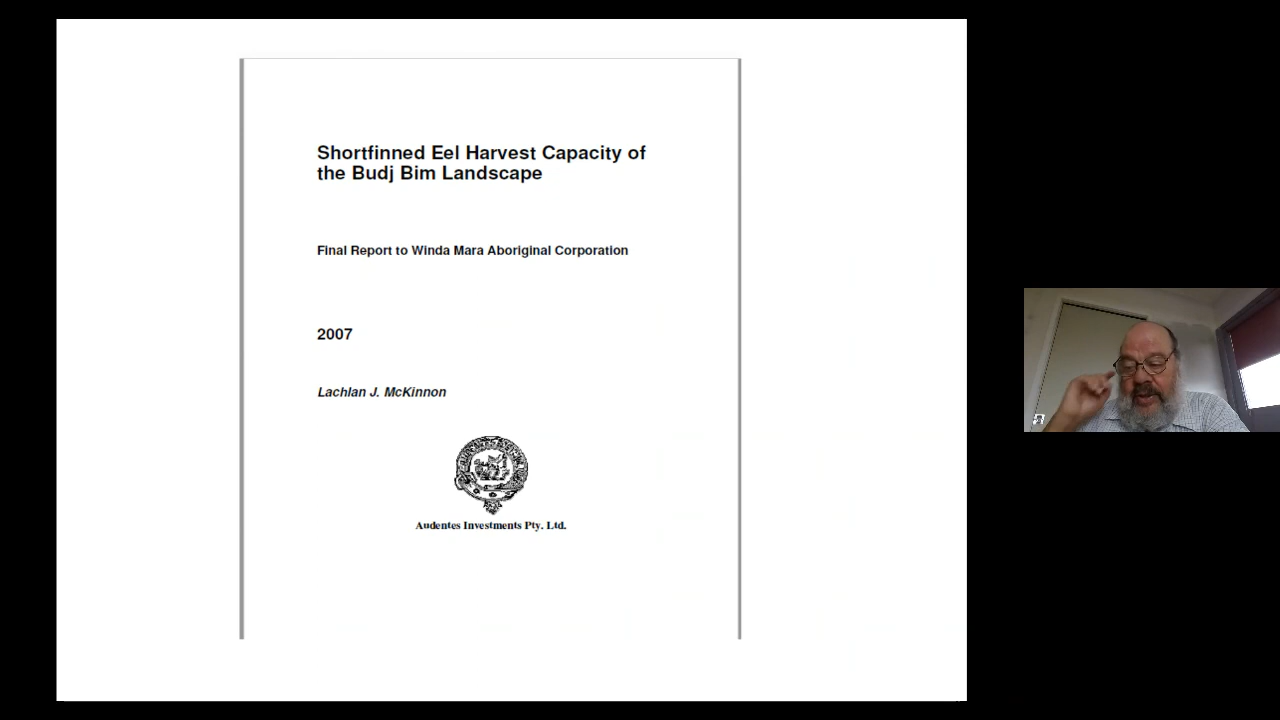 Shortfinned Eel Harvest Capacity of
the Budj Bim Landscape
Final Report to Winda Mara Aboriginal Corporation
2007
Lachlan J. McKinnon
Audentes Investments Pty. Ltd.